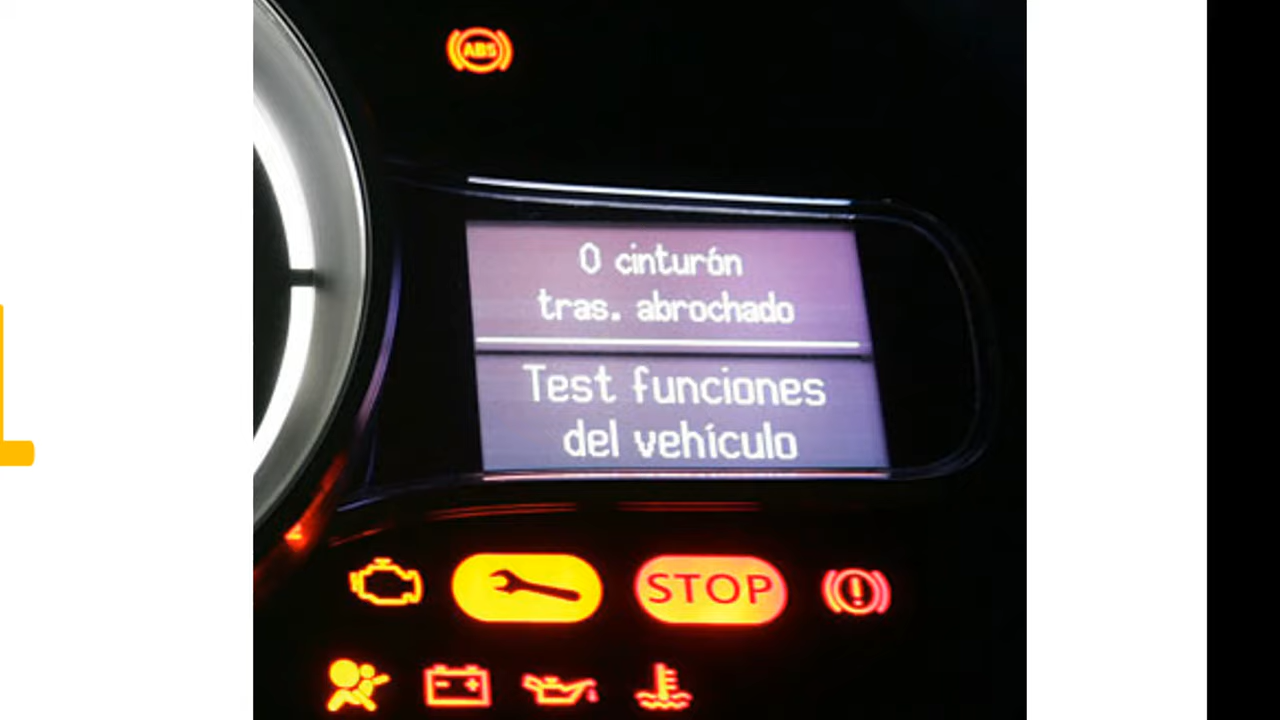 ABS
0 cinturón
tras. abrochado
Test funciones
del vehículo
STOP